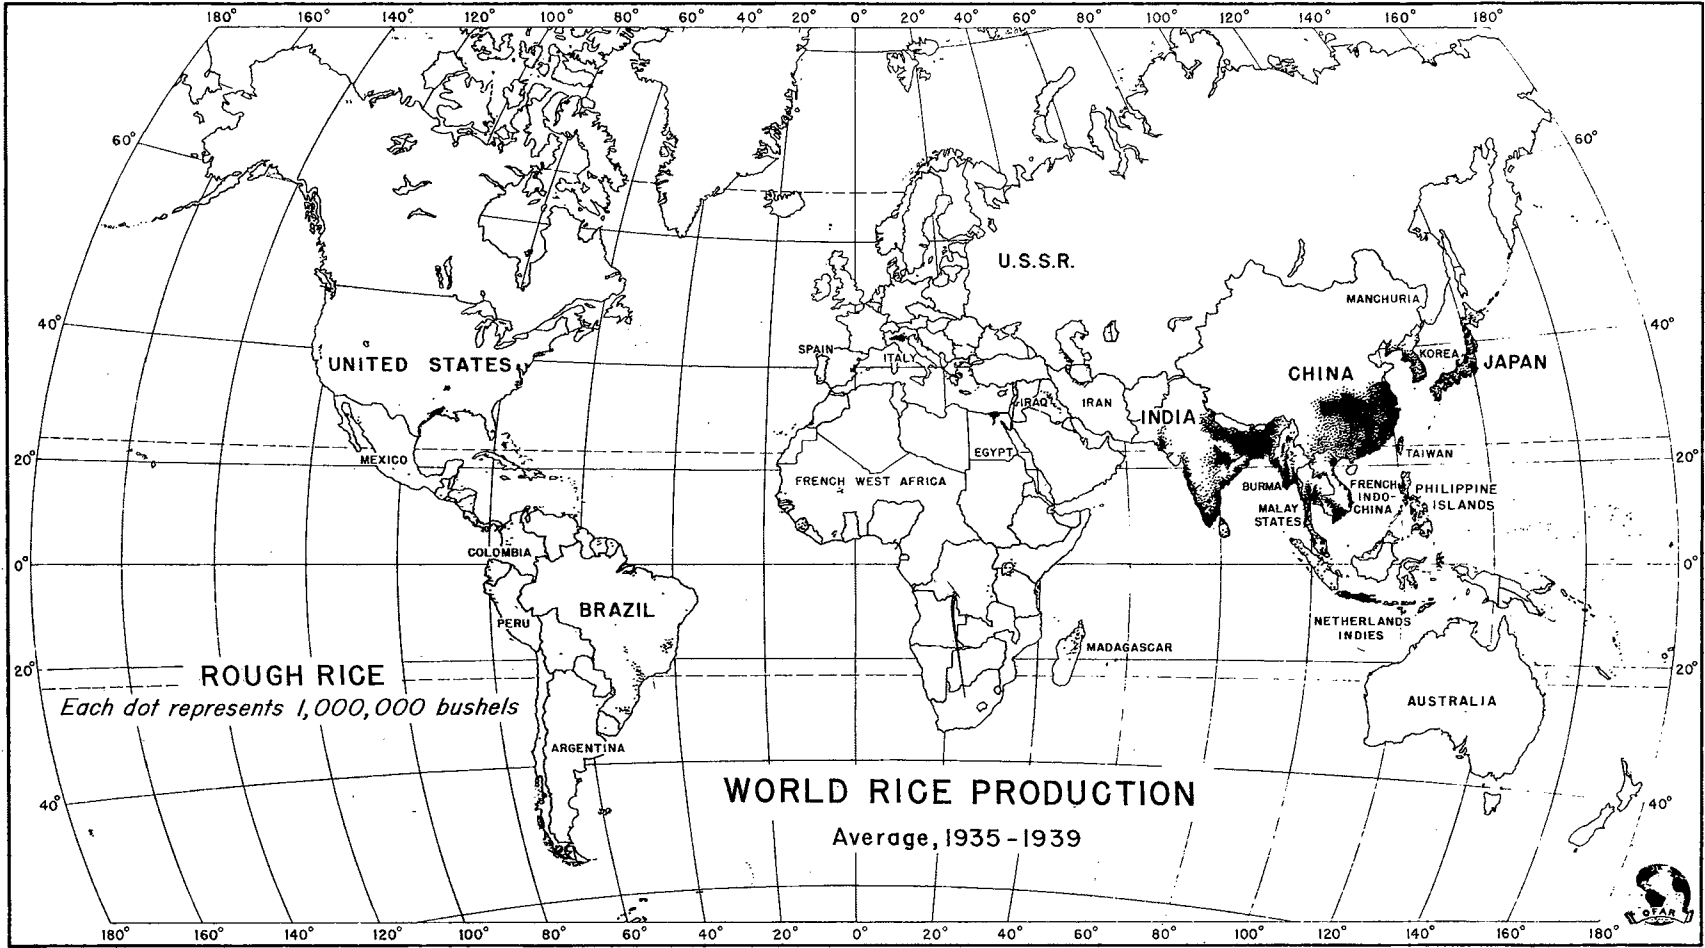 180° 160° 140° 120° 100° 80° 60° 40° 20° 0° 20° 40° 60° 80° 100° 120° 140° 160° 180°
60° 60°
U.S.S.R.
MANCHURIA
40° 40°
SPAIN ITALY KOREA JAPAN
UNITED STATES
CHINA
IRAQ IRAN INDIA
20° MEXICO EGYPT TAIWAN 20°
FRENCH WEST AFRICA
BURMA
FRENCH
INDO-
CHINA
PHILIPPINE
ISLANDS
MALAY
STATES
COLOMBIA
0° 0°
BRAZIL
PERU
NETHERLANDS
INDIES
MADAGASCAR
20° 20°
ROUGH RICE
Each dot represents 1,000,000 bushels
AUSTRALIA
ARGENTINA
WORLD RICE PRODUCTION
40° 40°
Average, 1935-1939
OFAR
180° 160° 140° 120° 100° 80° 60° 40° 20° 0° 20° 40° 60° 80° 100° 120° 140° 160° 180°